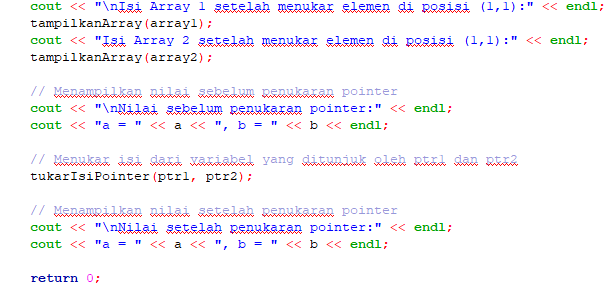 cout << "\nIsi Array 1 setelah menukar elemen di posisi (1,1):" << endl;
tampilkanArray(array1);
cout << "Isi Array 2 setelah menukar elemen di posisi (1,1):" << endl;
tampilkanArray(array2);
// Menampilkan nilai sebelum penukaran pointer
cout << "\nNilai sebelum penukaran pointer:" << endl;
cout << "a = " << a << ", b = " << b << endl;
// Menukar isi dari variabel yang ditunjuk oleh ptr1 dan ptr2
tukarIsiPointer(ptr1, ptr2);
// Menampilkan nilai setelah penukaran pointer
cout << "\nNilai setelah penukaran pointer:" << endl;
cout << "a = " << a << ", b = " << b << endl;
return 0;